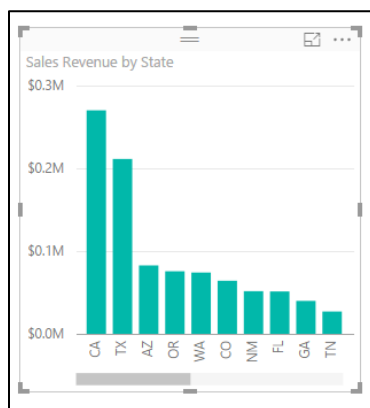 Sales Revenue by State
$0.3M
$0.2M
$0.1M
$0.0M
CA TX AZ OR WA CO NM FL GA TN